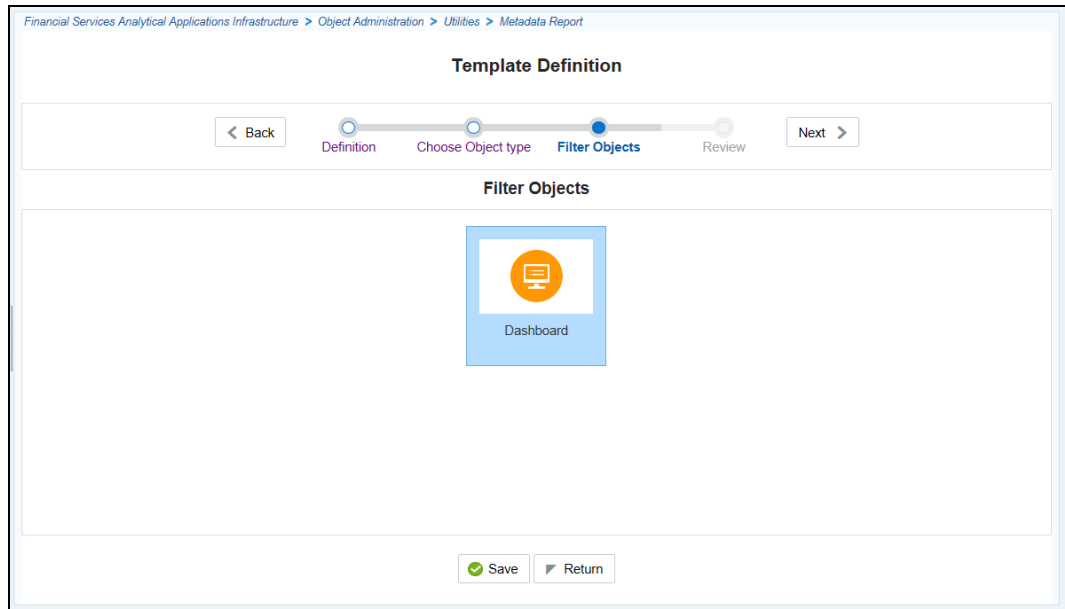 Financial Services Analytical Applications Infrastructure > Object Administration > Utilities > Metadata Report
Template Definition
Back
Definition
Choose Object type
Filter Objects
Review
Next
Filter Objects
Dashboard
Save
Return